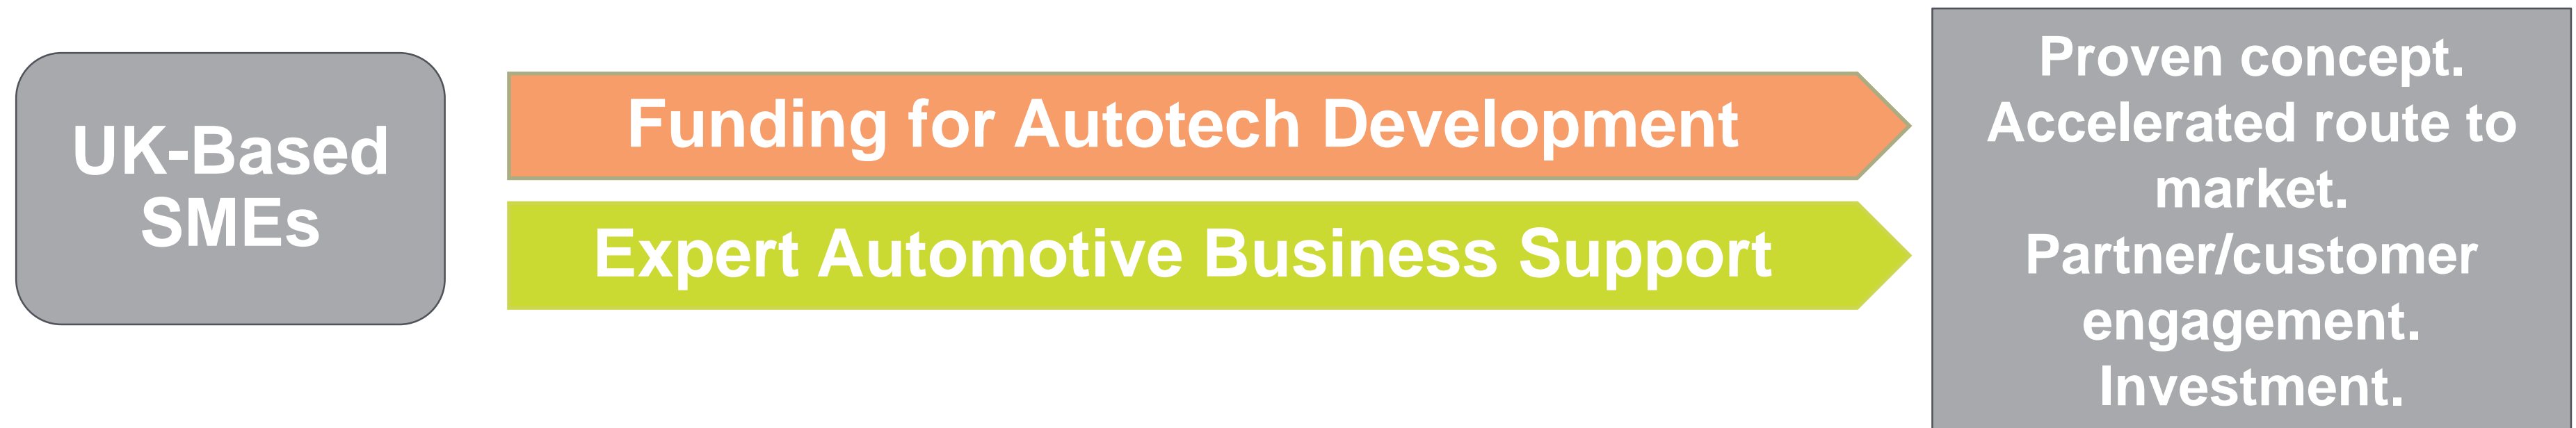 UK-Based
SMEs
Funding for Autotech Development
Expert Automotive Business Support
Proven concept.
Accelerated route to
market.
Partner/customer
engagement.
Investment.